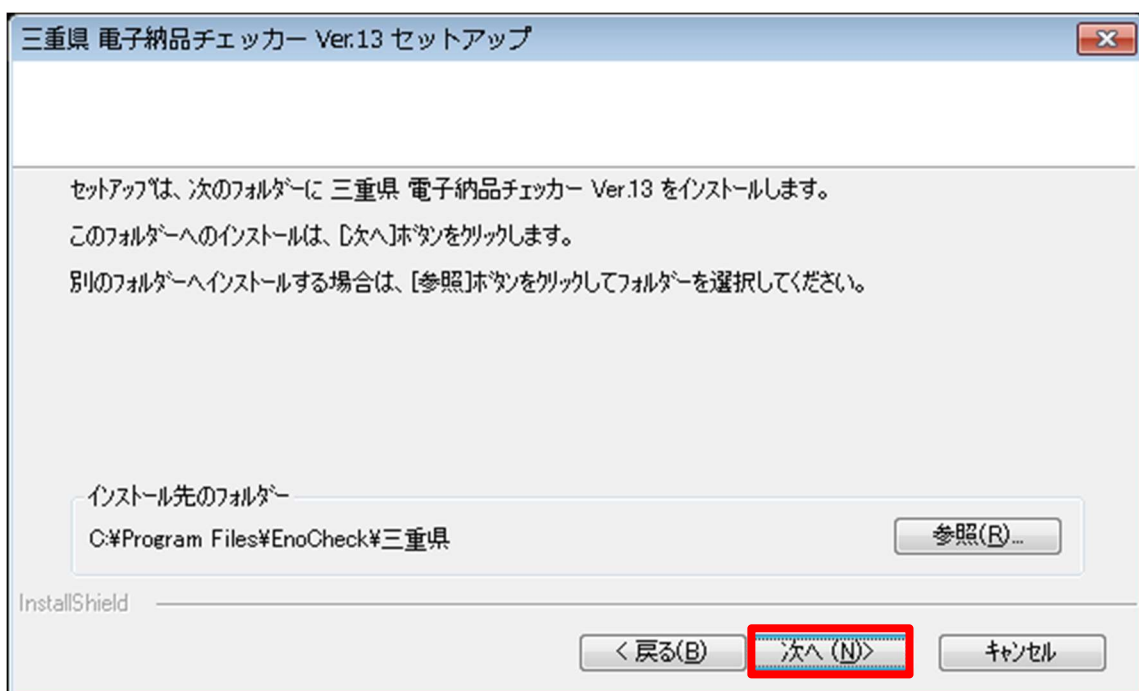 三重県 電子納品チェッカー Ver.13 セットアップ
セットアップは、次のフォルダーに 三重県 電子納品チェッカー Ver.13 をインストールします。
このフォルダーへのインストールは、[次へ]ボタンをクリックします。
別のフォルダーへインストールする場合は、[参照]ボタンをクリックしてフォルダーを選択してください。
インストール先のフォルダー
C:¥Program Files¥EnoCheck¥三重県
参照(R)...
InstallShield
< 戻る(B)
次へ (N)>
キャンセル